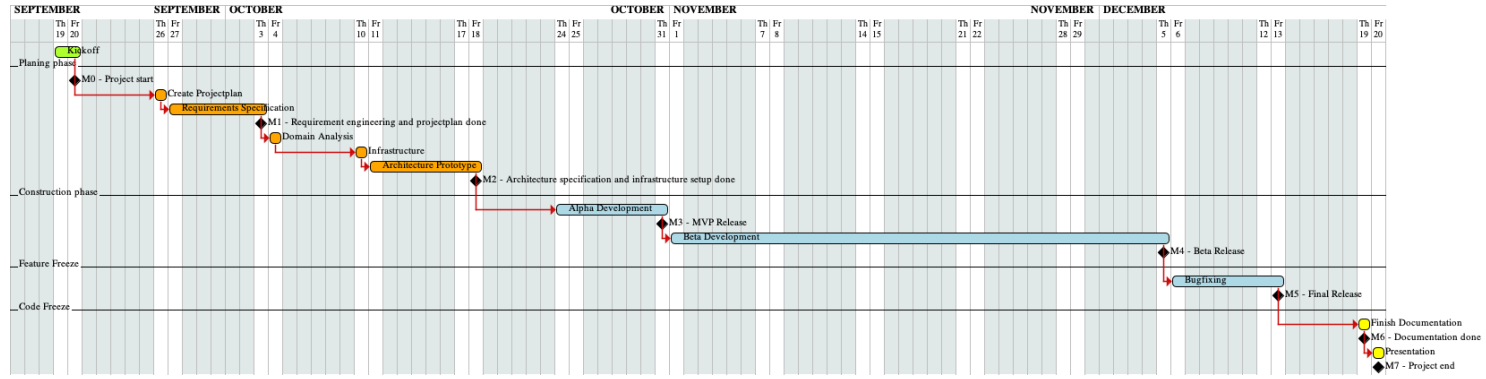 SEPTEMBER SEPTEMBER OCTOBER OCTOBER NOVEMBER NOVEMBER DECEMBER
Th Fr Th Fr Th Fr Th Fr Th Fr Th Fr Th Fr Th Fr Th Fr Th Fr Th Fr Th Fr Th Fr Th Fr
19 20 26 27 3 4 10 11 17 18 24 25 31 1 7 8 14 15 21 22 28 29 5 6 12 13 19 20
Kickoff
Planing phase
M0 - Project start
Create Projectplan
Requirements Specification
M1 - Requirement engineering and projectplan done
Domain Analysis
Infrastructure
Architecture Prototype
M2 - Architecture specification and infrastructure setup done
Construction phase
Alpha Development
M3 - MVP Release
Beta Development
M4 - Beta Release
Feature Freeze
Bugfixing
M5 - Final Release
Code Freeze
Finish Documentation
M6 - Documentation done
Presentation
M7 - Project end